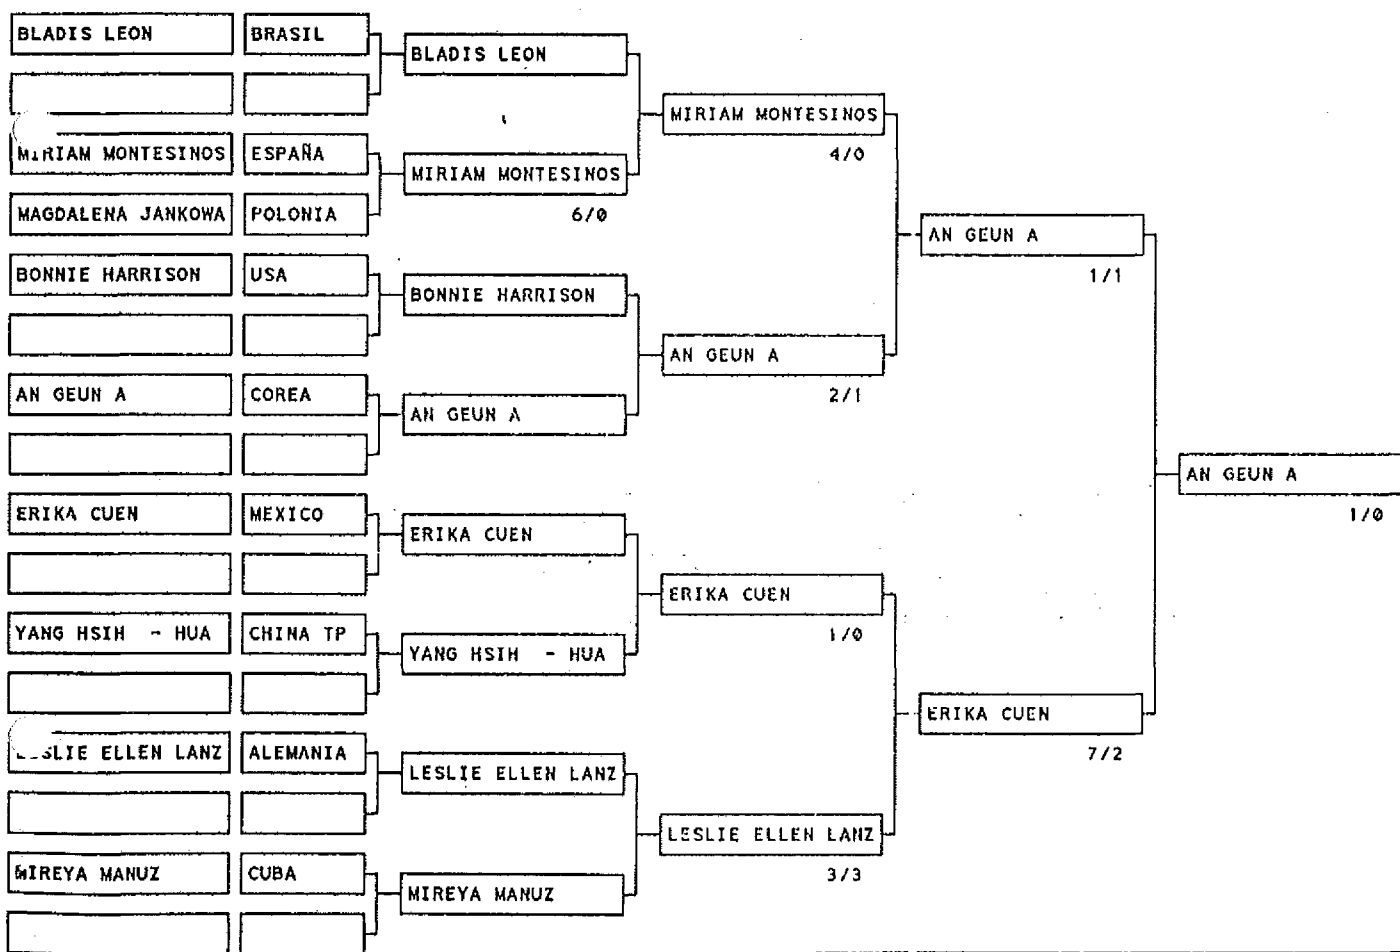 BLADIS LEON BRASIL
MIRIAM MONTESINOS ESPAÑA
MAGDALENA JANKOWA POLONIA
BONNIE HARRISON USA
AN GEUN A COREA
ERIKA CUEN MEXICO
YANG HSIH - HUA CHINA TP
LESLIE ELLEN LANZ ALEMANIA
MIREYA MANUZ CUBA
BLADIS LEON
MIRIAM MONTESINOS
6/0
BONNIE HARRISON
AN GEUN A
ERIKA CUEN
YANG HSIH - HUA
LESLIE ELLEN LANZ
MIREYA MANUZ
MIRIAM MONTESINOS
4/0
AN GEUN A
2/1
ERIKA CUEN
1/0
LESLIE ELLEN LANZ
3/3
AN GEUN A
1/1
ERIKA CUEN
7/2
AN GEUN A
1/0